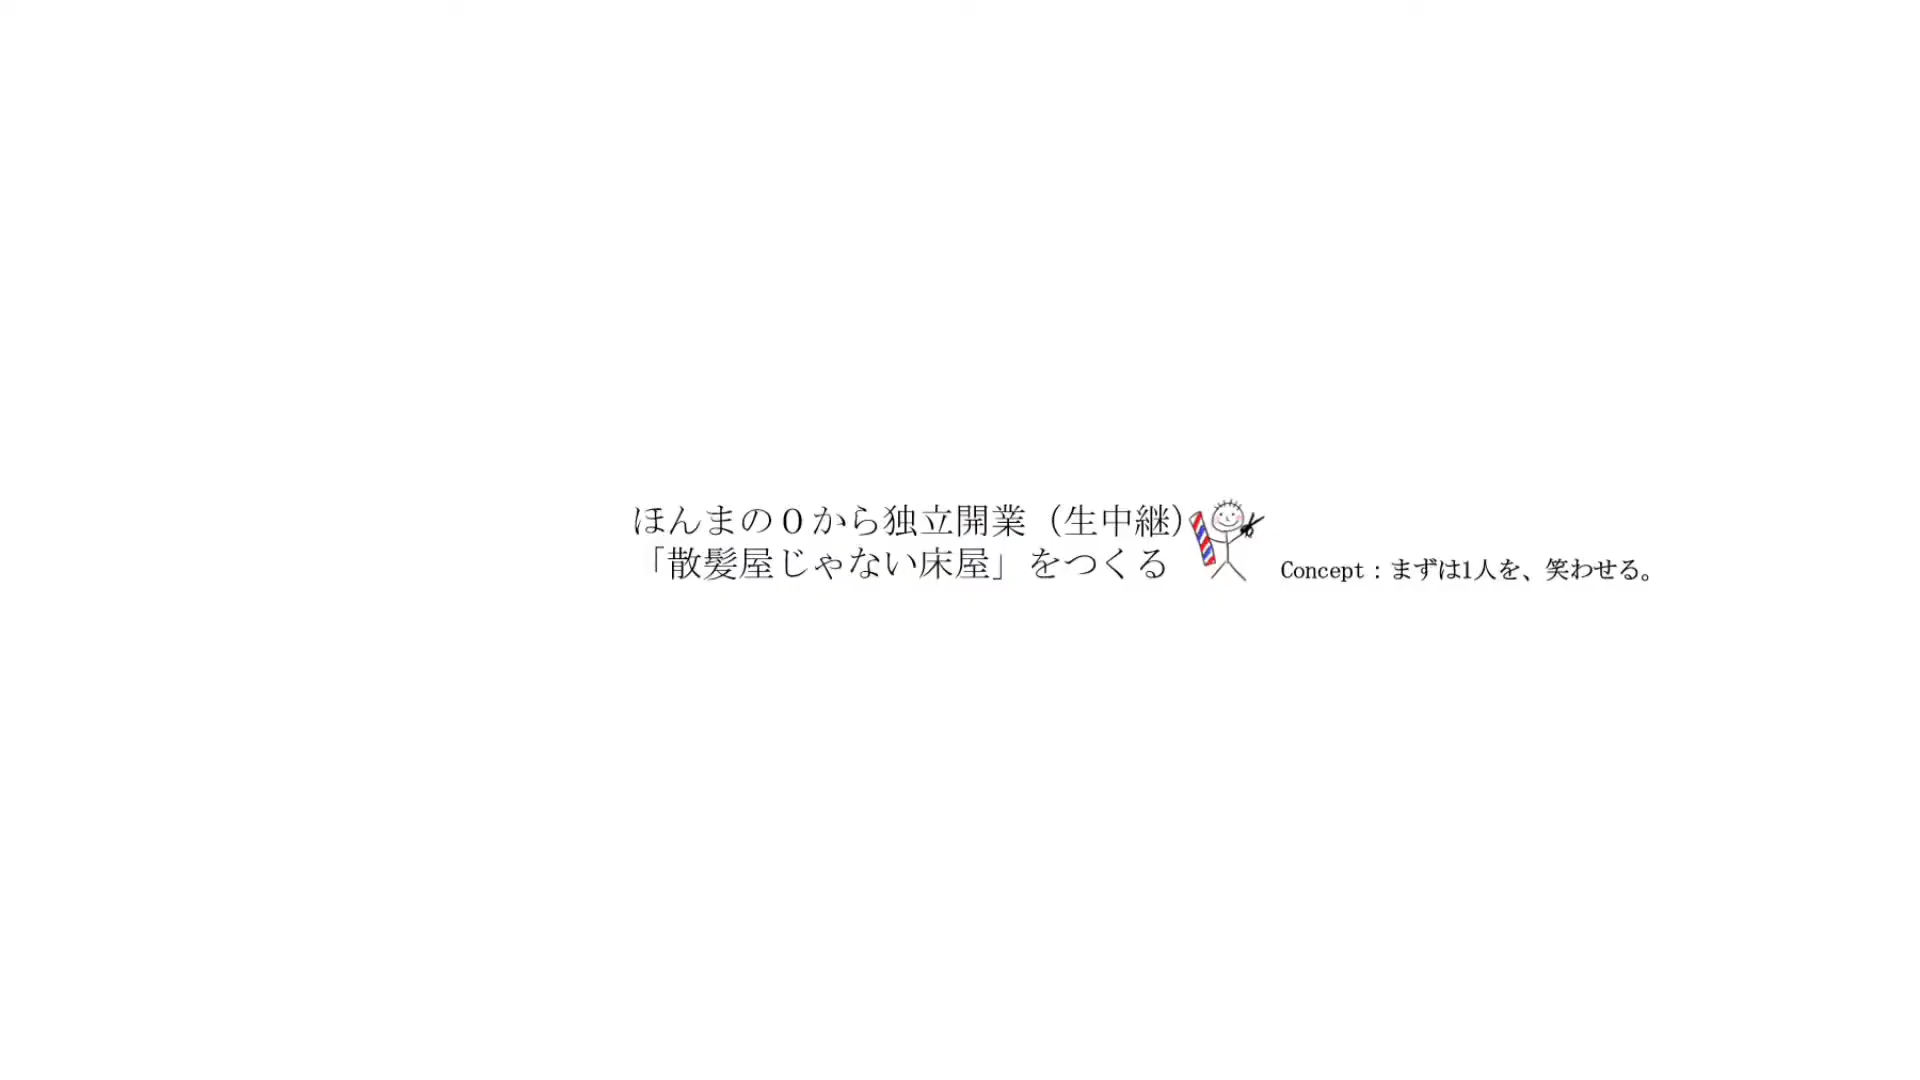 ほんまの０から独立開業（生中継）
「散髪屋じゃない床屋」をつくる
Concept：まずは1人を、笑わせる。